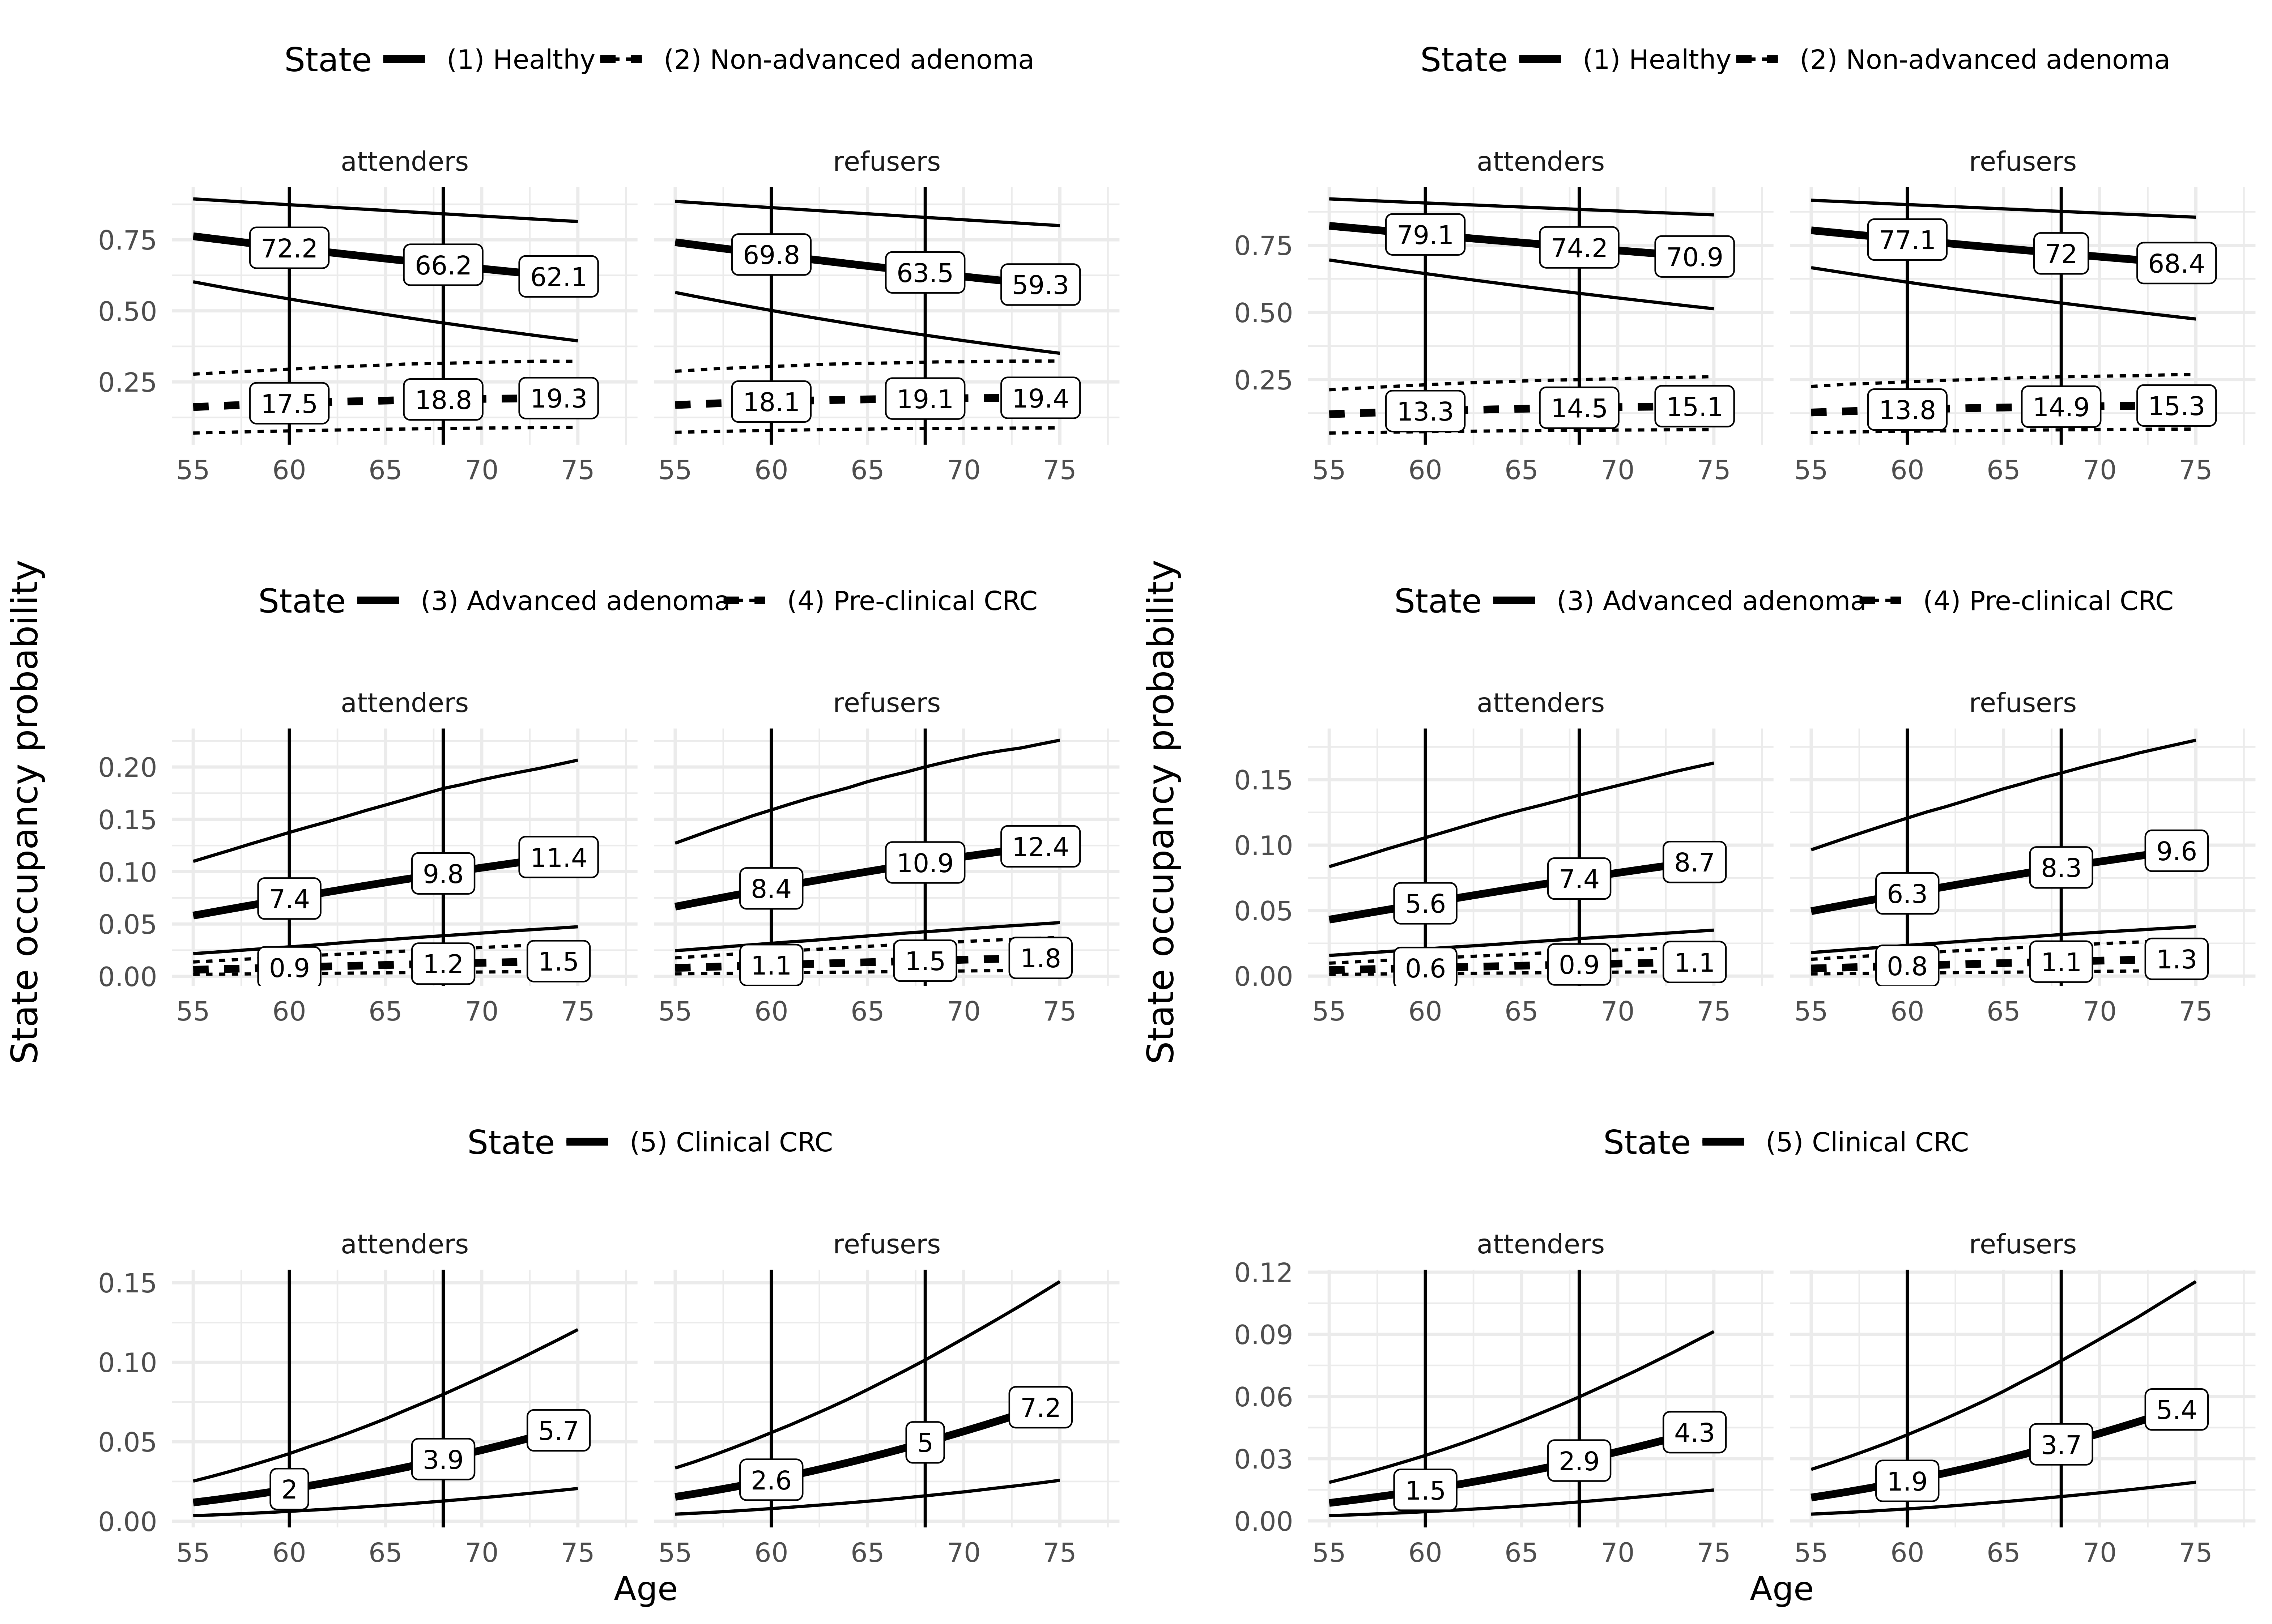 State (1) Healthy (2) Non-advanced adenoma
attenders refusers
0.75
0.50
0.25
72.2 66.2 62.1
69.8 63.5 59.3
17.5 18.8 19.3
18.1 19.1 19.4
55 60 65 70 75 55 60 65 70 75
State occupancy probability
State (3) Advanced adenoma (4) Pre-clinical CRC
attenders refusers
0.20
0.15
0.10
0.05
0.00
7.4 9.8 11.4
8.4 10.9 12.4
0.9 1.2 1.5
1.1 1.5 1.8
55 60 65 70 75 55 60 65 70 75
State (5) Clinical CRC
attenders refusers
0.15
0.10
0.05
0.00
2 3.9 5.7
2.6 5 7.2
55 60 65 70 75 55 60 65 70 75
Age
State (1) Healthy (2) Non-advanced adenoma
attenders refusers
0.75
0.50
0.25
79.1 74.2 70.9
77.1 72 68.4
13.3 14.5 15.1
13.8 14.9 15.3
55 60 65 70 75 55 60 65 70 75
State occupancy probability
State (3) Advanced adenoma (4) Pre-clinical CRC
attenders refusers
0.15
0.10
0.05
0.00
5.6 7.4 8.7
6.3 8.3 9.6
0.6 0.9 1.1
0.8 1.1 1.3
55 60 65 70 75 55 60 65 70 75
State (5) Clinical CRC
attenders refusers
0.12
0.09
0.06
0.03
0.00
1.5 2.9 4.3
1.9 3.7 5.4
55 60 65 70 75 55 60 65 70 75
Age